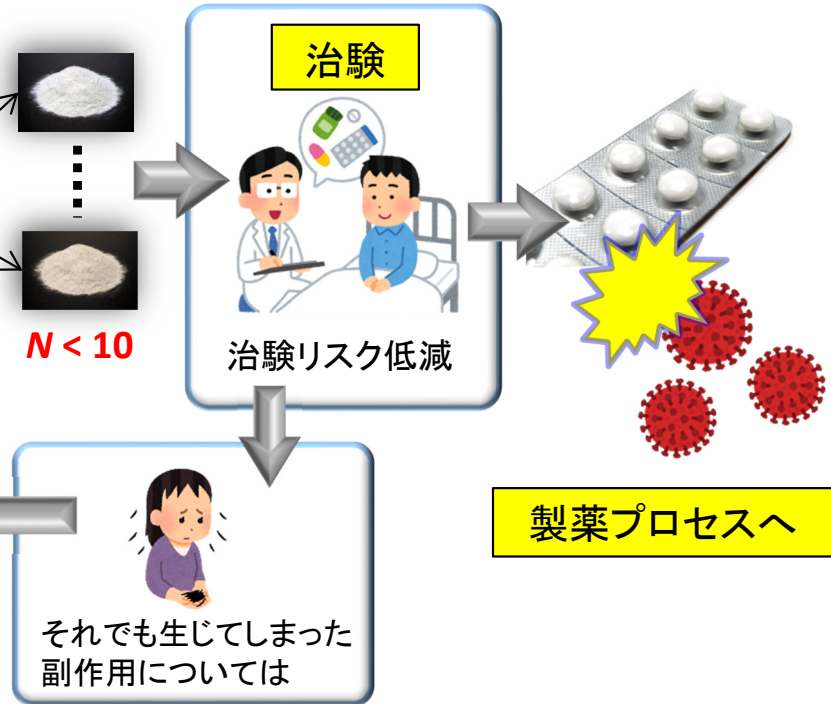 治験
N < 10
治験リスク低減
製薬プロセスへ
それでも生じてしまった
副作用については